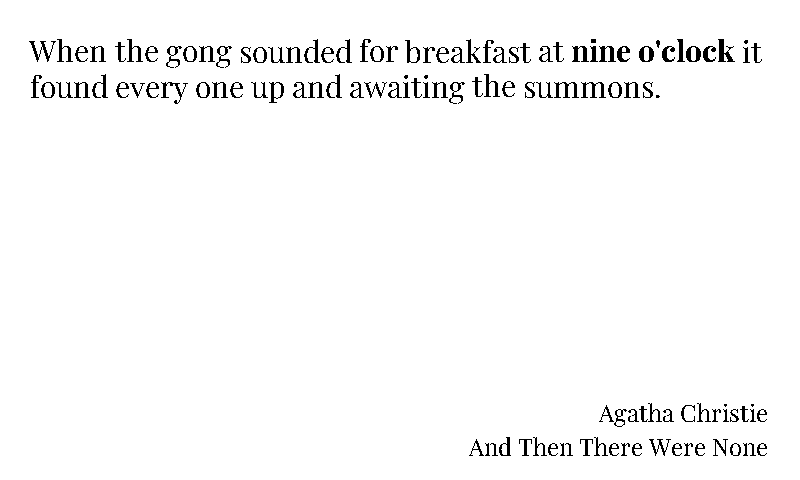 When the gong sounded for breakfast at nine o'clock it
found every one up and awaiting the summons.
Agatha Christie
And Then There Were None